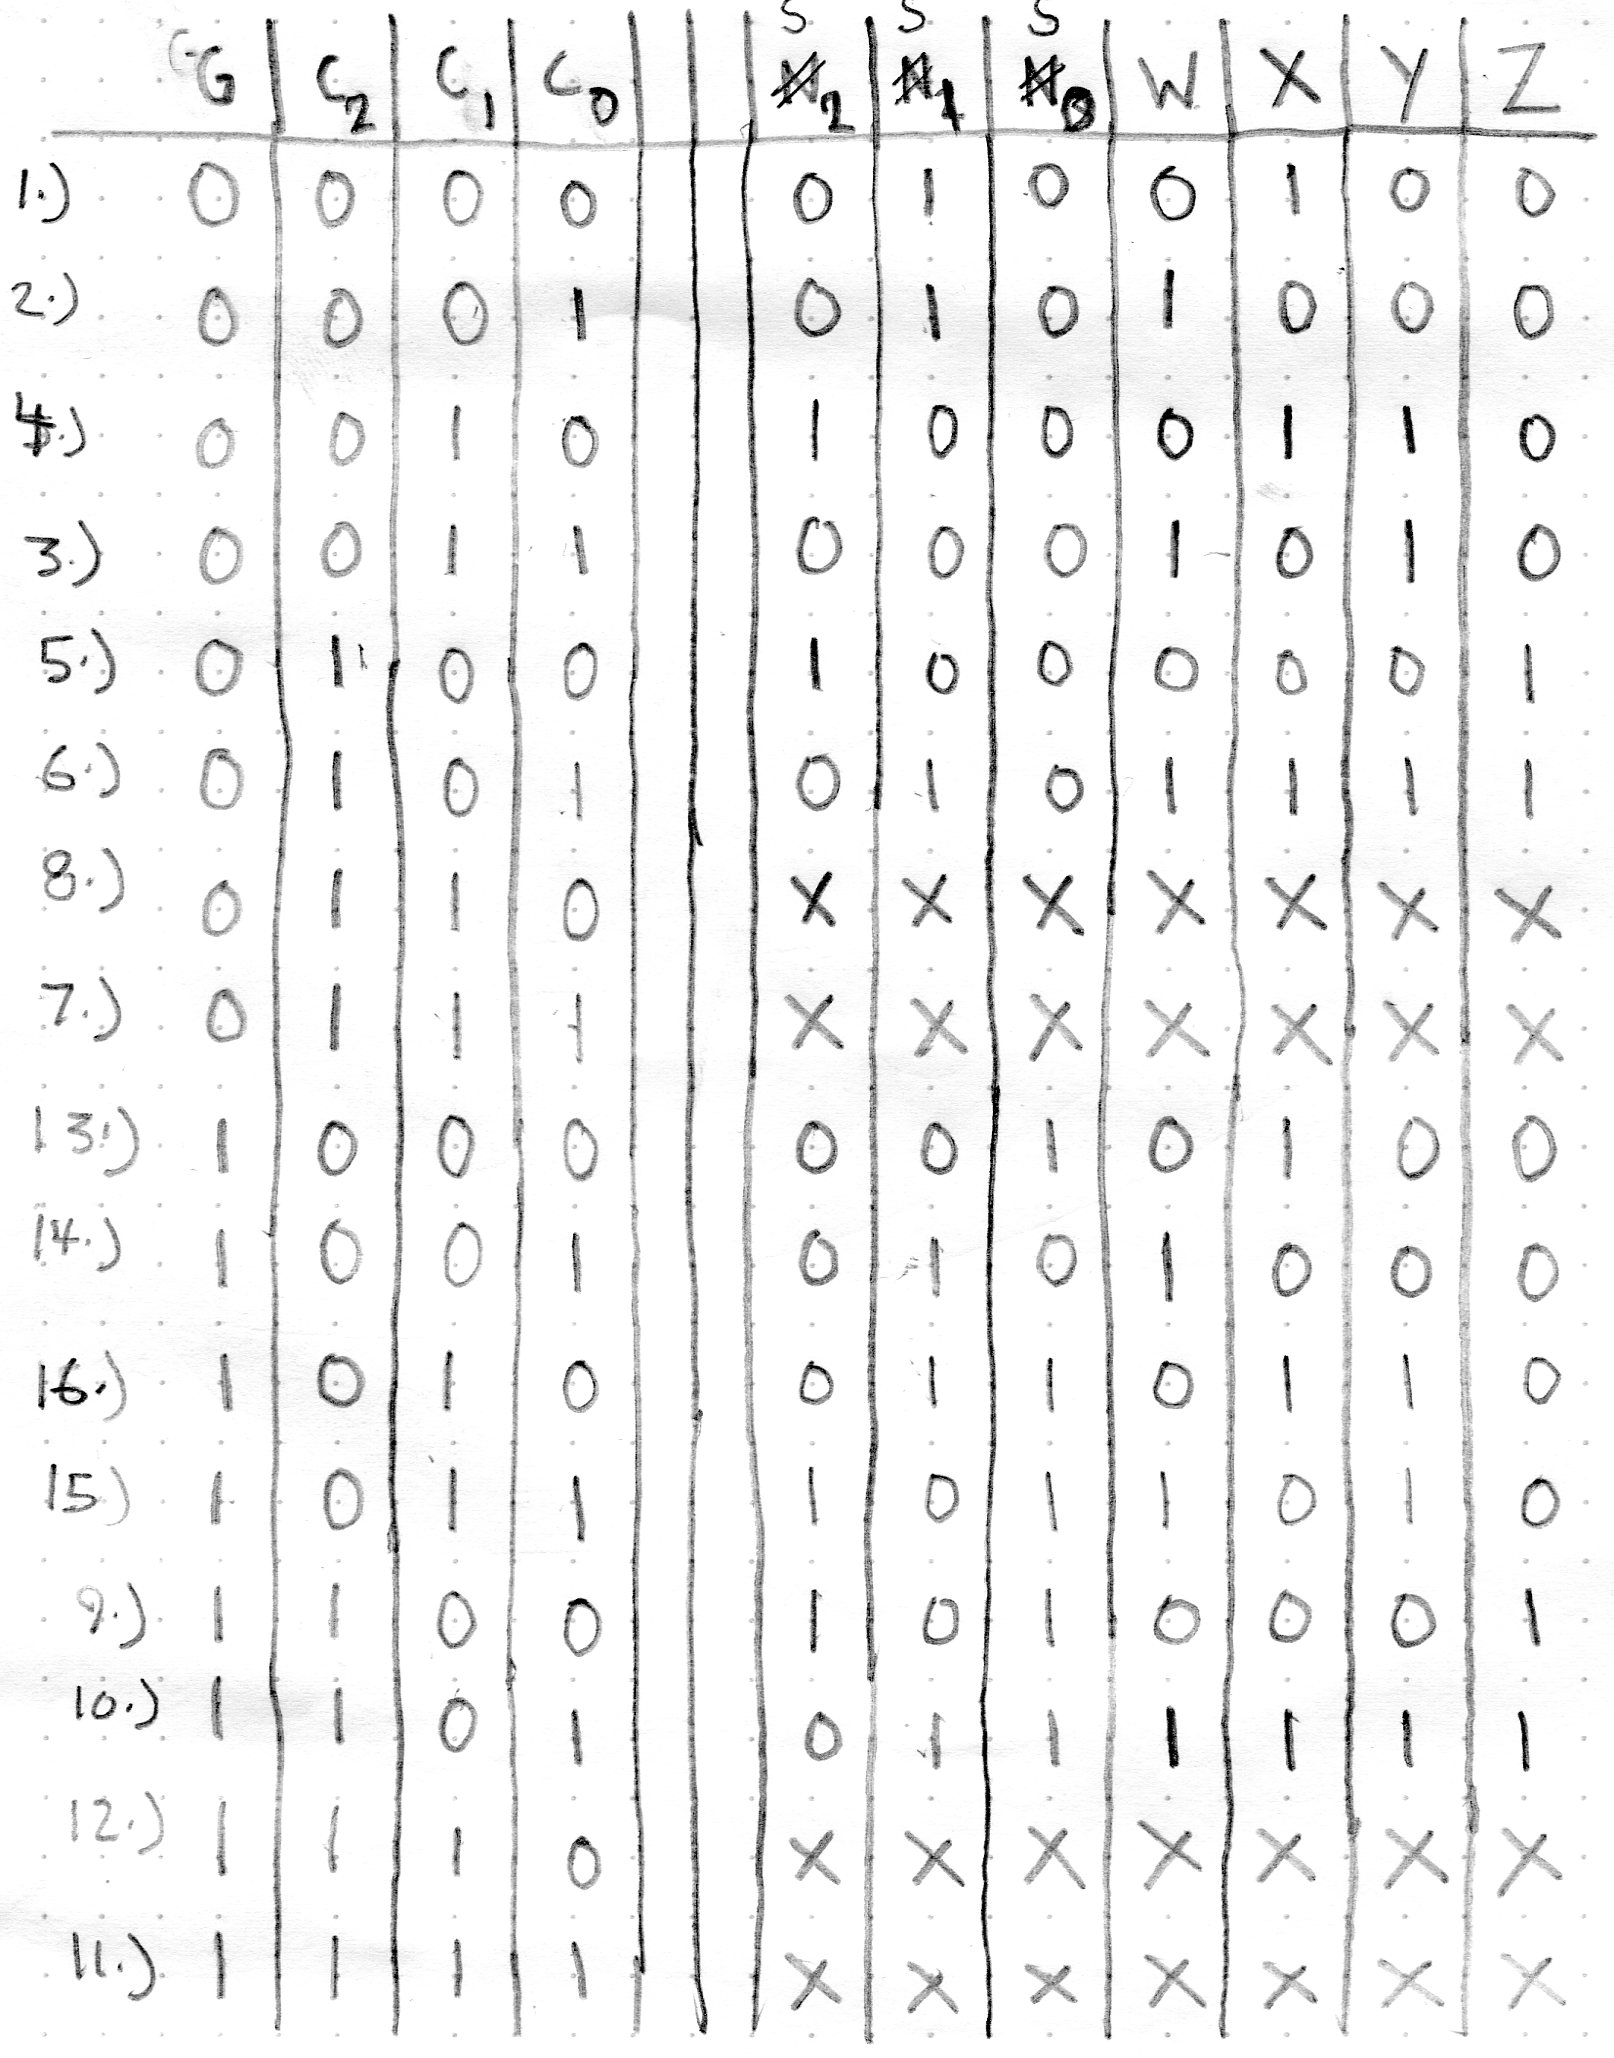 S S S
G C2 C1 C0 N2 N1 N0 W X Y Z
1.) 0 0 0 0 0 1 0 0 1 0 0
2.) 0 0 0 1 0 1 0 1 0 0 0
4.) 0 0 1 0 1 0 0 0 1 1 0
3.) 0 0 1 1 0 0 0 1 0 1 0
5.) 0 1 0 0 1 0 0 0 0 0 1
6.) 0 1 0 1 0 1 0 1 1 1 1
8.) 0 1 1 0 X X X X X X X
7.) 0 1 1 1 X X X X X X X
13.) 1 0 0 0 0 0 1 0 1 0 0
14.) 1 0 0 1 0 1 0 1 0 0 0
16.) 1 0 1 0 0 1 1 0 1 1 0
15) 1 0 1 1 1 0 1 1 0 1 0
9.) 1 1 0 0 1 0 1 0 0 0 1
10.) 1 1 0 1 0 1 1 1 1 1 1
12.) 1 1 1 0 X X X X X X X
11.) 1 1 1 1 X X X X X X X